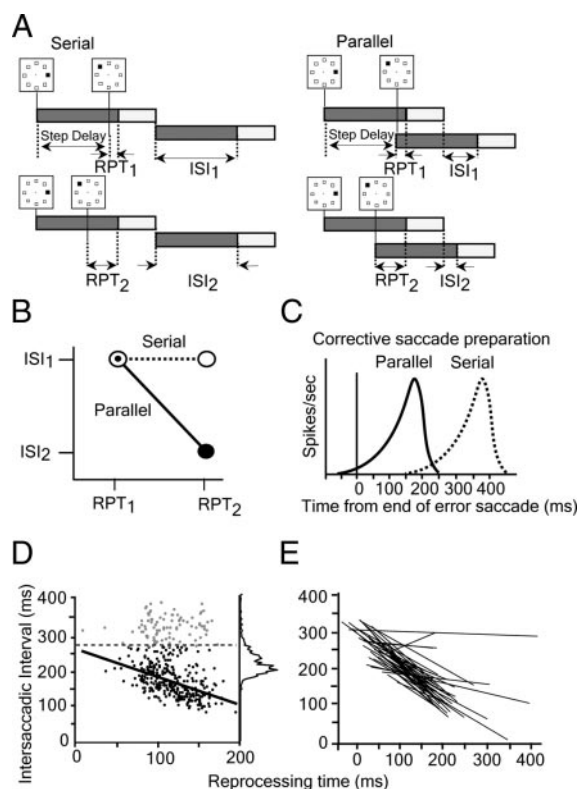 A
Serial
Parallel
Step Delay
RPT1
ISI1
Step Delay
RPT1
ISI1
RPT2
ISI2
RPT2
ISI2
B
ISI1
Serial
Parallel
ISI2
RPT1
RPT2
C
Corrective saccade preparation
Parallel
Serial
Spikes/sec
0 100 200 300 400
Time from end of error saccade (ms)
D
Intersaccadic Interval (ms)
400
300
200
100
0
0
100
200
E
400
300
200
100
0
0 100 200 300 400
Reprocessing time (ms)